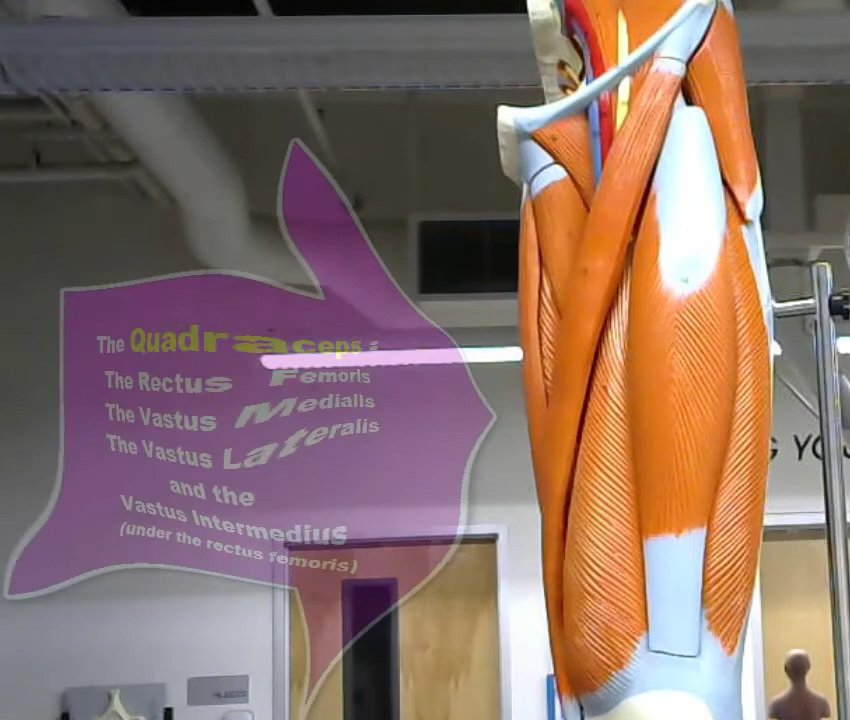 The Quadraceps :
The Rectus Femoris
The Vastus Medialis
The Vastus Lateralis
and the
Vastus Intermedius
(under the rectus femoris)
G YO